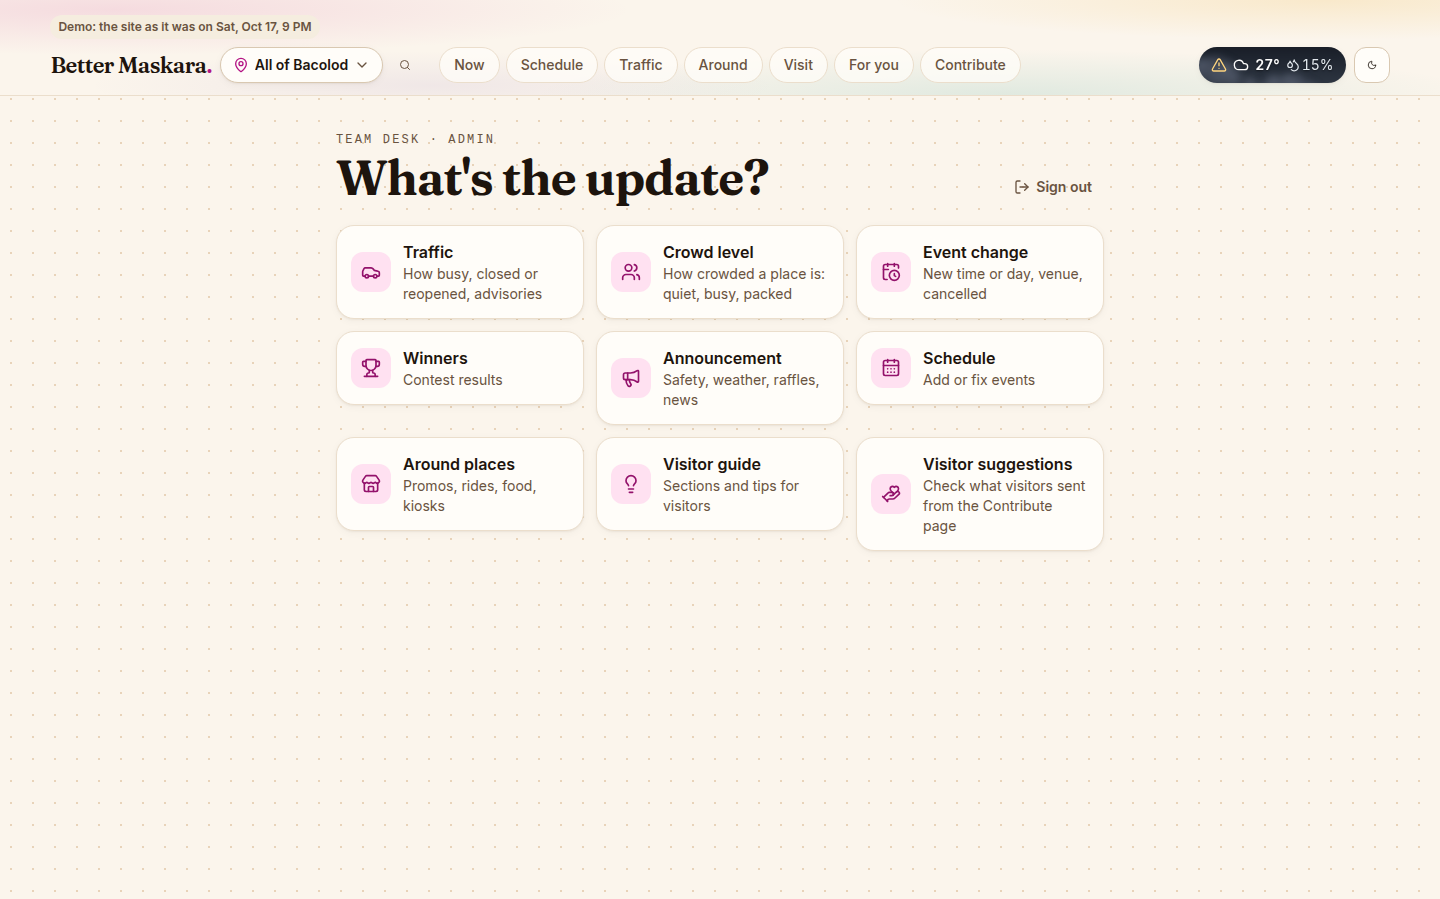 Demo: the site as it was on Sat, Oct 17, 9 PM
Better Maskara.
All of Bacolod
Now
Schedule
Traffic
Around
Visit
For you
Contribute
27°
15%
TEAM DESK · ADMIN
What's the update?
Sign out
Traffic
How busy, closed or
reopened, advisories
Crowd level
How crowded a place is:
quiet, busy, packed
Event change
New time or day, venue,
cancelled
Winners
Contest results
Announcement
Safety, weather, raffles,
news
Schedule
Add or fix events
Around places
Promos, rides, food,
kiosks
Visitor guide
Sections and tips for
visitors
Visitor suggestions
Check what visitors sent
from the Contribute
page